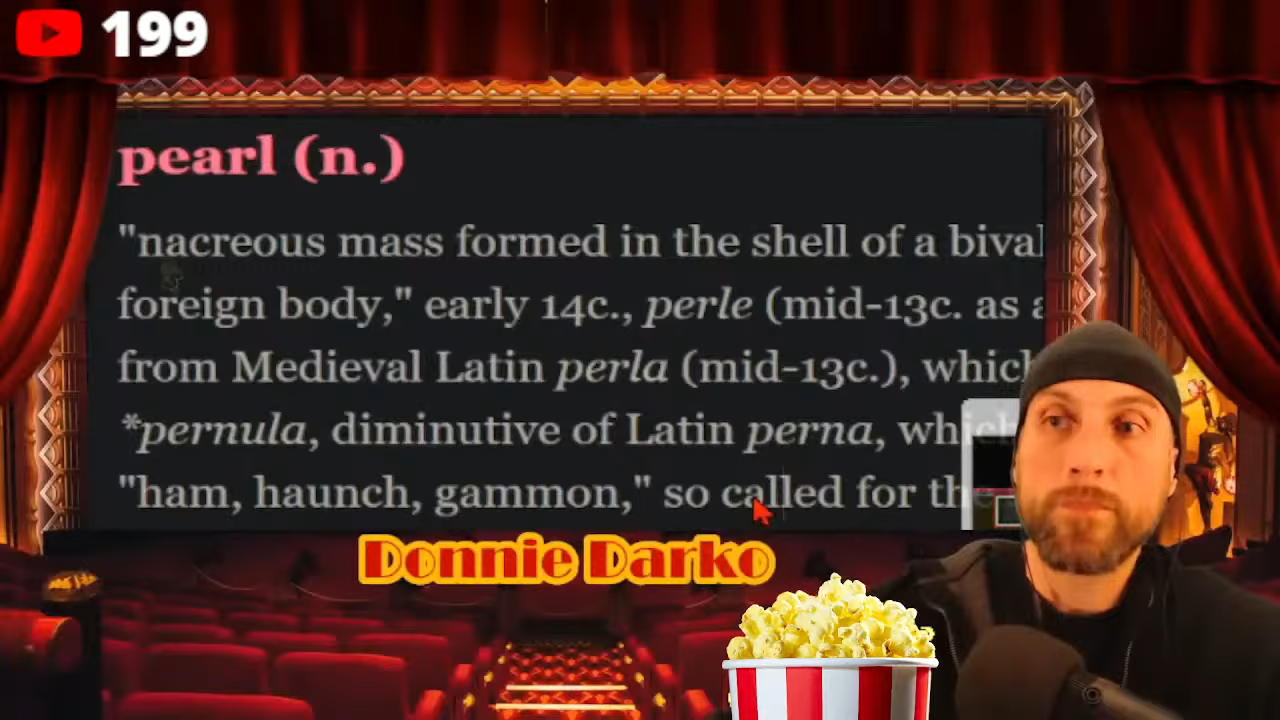 199
pearl (n.)
"nacreous mass formed in the shell of a bival
foreign body," early 14c., perle (mid-13c. as a
from Medieval Latin perla (mid-13c.), which
*pernula, diminutive of Latin perna, which
"ham, haunch, gammon," so called for the
Donnie Darko